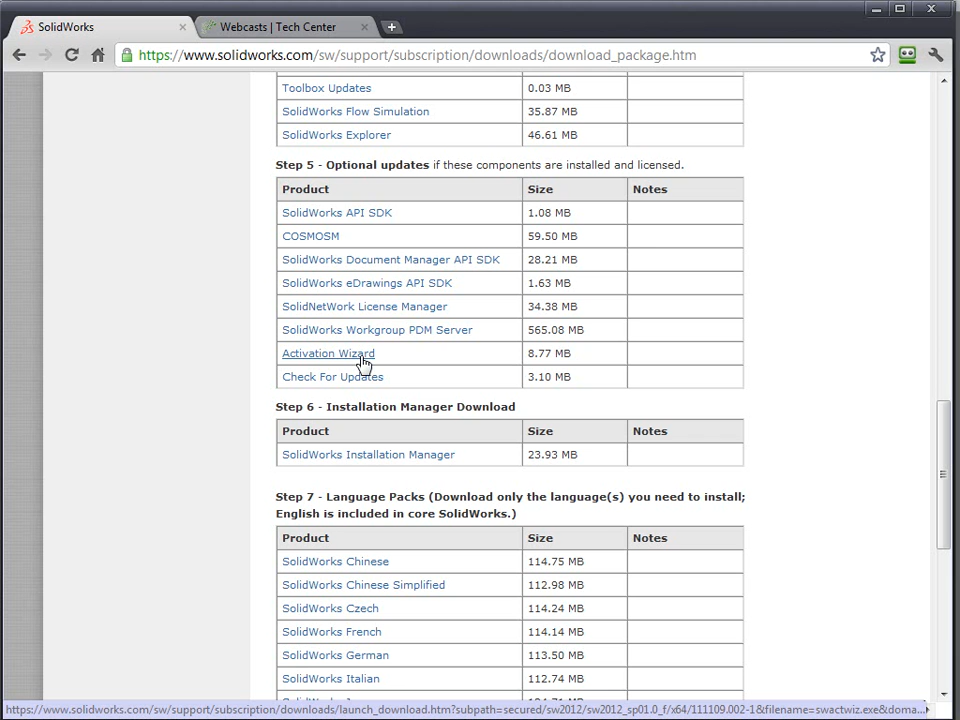 SolidWorks
Webcasts | Tech Center
https://www.solidworks.com/sw/support/subscription/downloads/download_package.htm
Toolbox Updates 0.03 MB
SolidWorks Flow Simulation 35.87 MB
SolidWorks Explorer 46.61 MB
Step 5 - Optional updates if these components are installed and licensed.
Product Size Notes
SolidWorks API SDK 1.08 MB
COSMOSM 59.50 MB
SolidWorks Document Manager API SDK 28.21 MB
SolidWorks eDrawings API SDK 1.63 MB
SolidNetWork License Manager 34.38 MB
SolidWorks Workgroup PDM Server 565.08 MB
Activation Wizard 8.77 MB
Check For Updates 3.10 MB
Step 6 - Installation Manager Download
Product Size Notes
SolidWorks Installation Manager 23.93 MB
Step 7 - Language Packs (Download only the language(s) you need to install;
English is included in core SolidWorks.)
Product Size Notes
SolidWorks Chinese 114.75 MB
SolidWorks Chinese Simplified 112.98 MB
SolidWorks Czech 114.24 MB
SolidWorks French 114.14 MB
SolidWorks German 113.50 MB
SolidWorks Italian 112.74 MB
https://www.solidworks.com/sw/support/subscription/downloads/launch_download.htm?subpath=secured/sw2012/sw2012_sp01.0_f/x64/111109.002-1&filename=swactwiz.exe&doma...